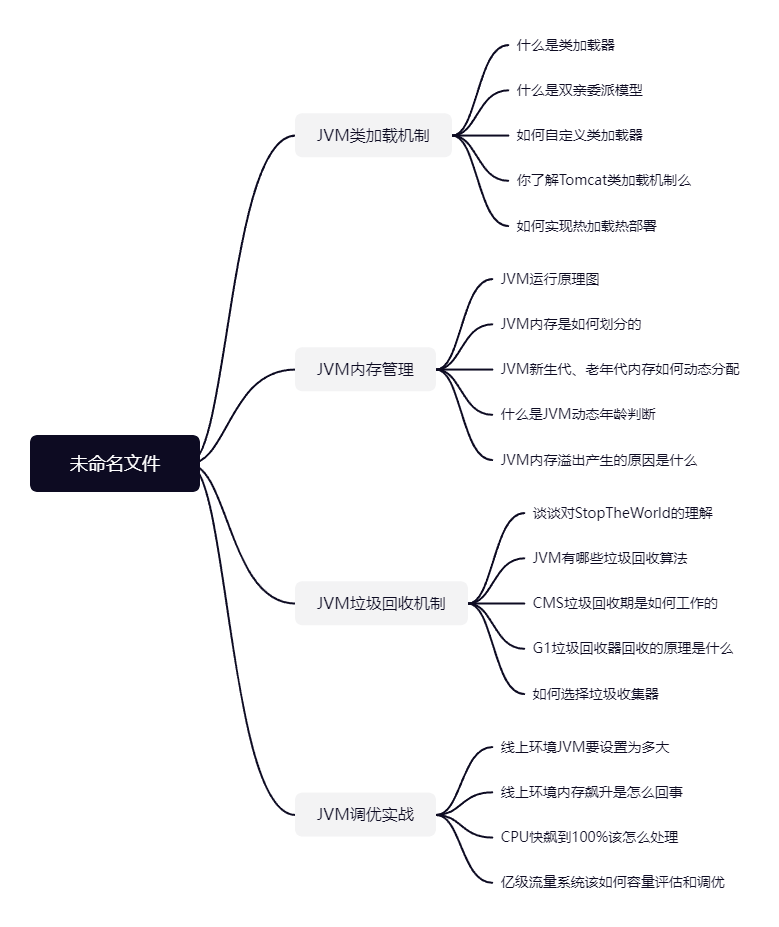 未命名文件
JVM类加载机制
什么是类加载器
什么是双亲委派模型
如何自定义类加载器
你了解Tomcat类加载机制么
如何实现热加载热部署
JVM内存管理
JVM运行原理图
JVM内存是如何划分的
JVM新生代、老年代内存如何动态分配
什么是JVM动态年龄判断
JVM内存溢出产生的原因是什么
JVM垃圾回收机制
谈谈对StopTheWorld的理解
JVM有哪些垃圾回收算法
CMS垃圾回收期是如何工作的
G1垃圾回收器回收的原理是什么
如何选择垃圾收集器
JVM调优实战
线上环境JVM要设置为多大
线上环境内存飙升是怎么回事
CPU快飙到100%该怎么处理
亿级流量系统该如何容量评估和调优